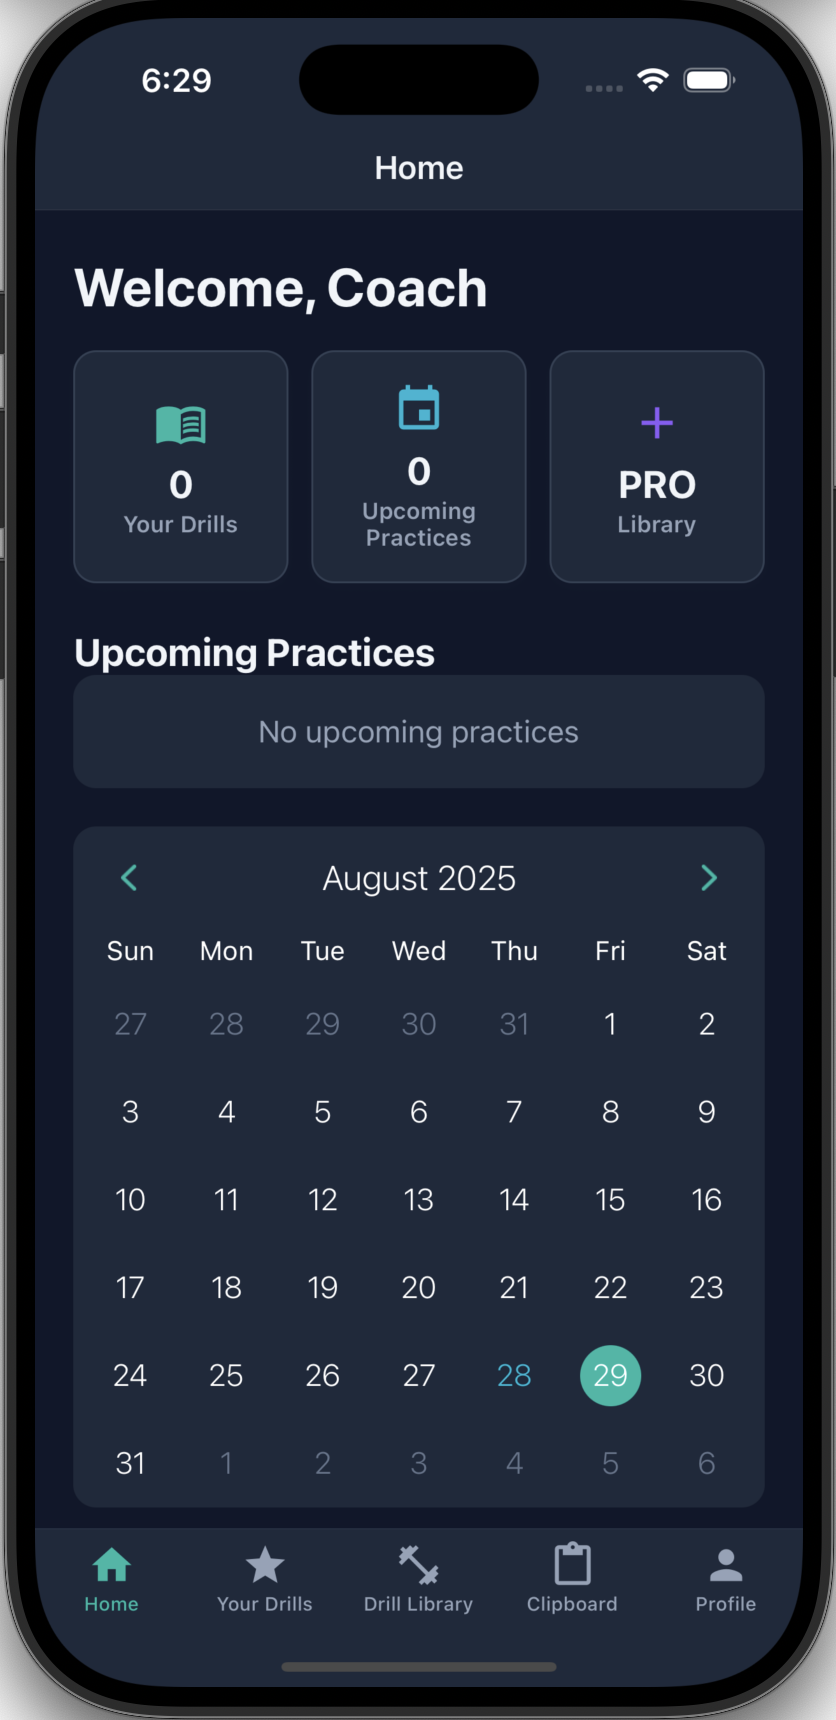 6:29
Home
Welcome, Coach
0
Your Drills
0
Upcoming
Practices
PRO
Library
Upcoming Practices
No upcoming practices
August 2025
Sun Mon Tue Wed Thu Fri Sat
27 28 29 30 31 1 2
3 4 5 6 7 8 9
10 11 12 13 14 15 16
17 18 19 20 21 22 23
24 25 26 27 28 29 30
31 1 2 3 4 5 6
Home Your Drills Drill Library Clipboard Profile